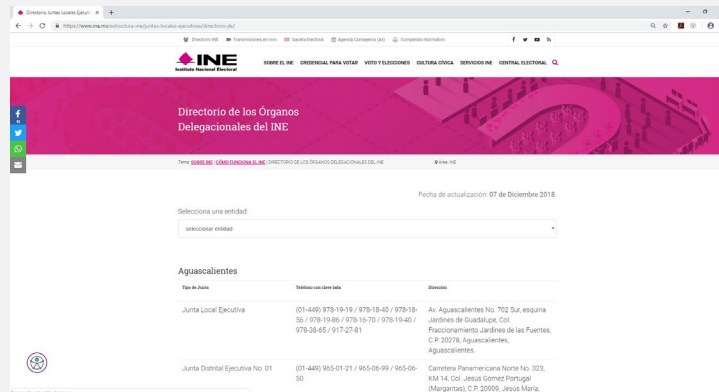 Directorio Juntas Locales Ejecuti
https://www.ine.mx/estructura-ine/juntas-locales-ejecutivas/directorio-jle/
Directorio INE Transmisiones en vivo Gaceta Electoral Agenda Consejeros (as) Compendio Normativo
INE
Instituto Nacional Electoral
SOBRE EL INE CREDENCIAL PARA VOTAR VOTO Y ELECCIONES CULTURA CÍVICA SERVICIOS INE CENTRAL ELECTORAL
Directorio de los Órganos
Delegacionales del INE
Tema: SOBRE INE | CÓMO FUNCIONA EL INE | DIRECTORIO DE LOS ÓRGANOS DELEGACIONALES DEL INE Área: INE
Fecha de actualización: 07 de Diciembre 2018.
Selecciona una entidad:
seleccionar entidad
Aguascalientes
Tipo de Junta Teléfono con clave lada Dirección
Junta Local Ejecutiva (01-449) 978-19-19 / 978-18-40 / 978-18- Av. Aguascalientes No. 702 Sur, esquina
56 / 978-19-86 / 978-16-70 / 978-19-40 / Jardines de Guadalupe, Col.
978-38-65 / 917-27-81 Fraccionamiento Jardines de las Fuentes,
C.P. 20278, Aguascalientes,
Aguascalientes.
Junta Distrital Ejecutiva No. 01 (01-449) 965-01-21 / 965-06-99 / 965-06- Carretera Panamericana Norte No. 323,
50 KM 14, Col. Jesús Gómez Portugal
(Margaritas), C.P. 20909, Jesús María,